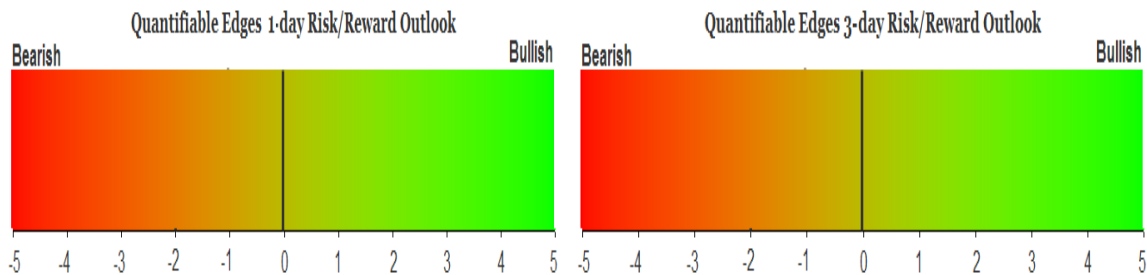 Quantifiable Edges 1-day Risk/Reward Outlook
Bearish Bullish
-5 -4 -3 -2 -1 0 1 2 3 4 5
Quantifiable Edges 3-day Risk/Reward Outlook
Bearish Bullish
-5 -4 -3 -2 -1 0 1 2 3 4 5